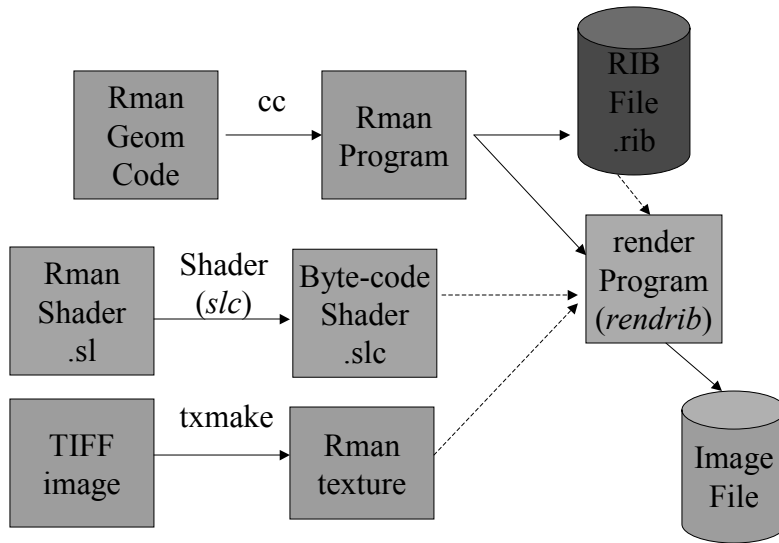 Rman
Geom
Code
cc
Rman
Program
RIB
File
.rib
Rman
Shader
.sl
Shader
(slc)
Byte-code
Shader
.slc
render
Program
(rendrib)
TIFF
image
txmake
Rman
texture
Image
File